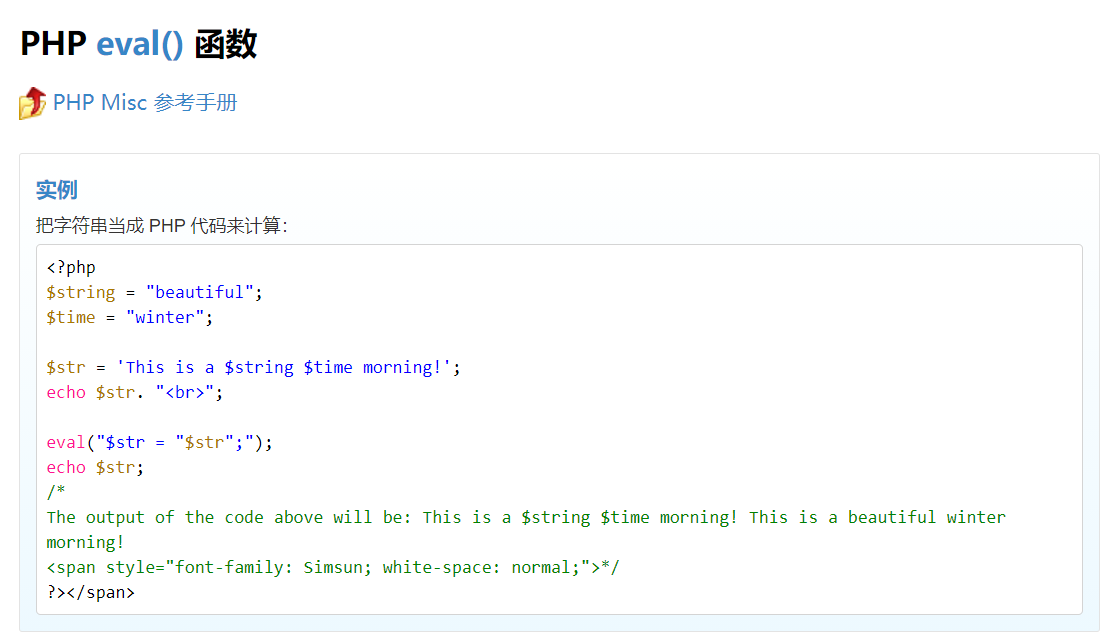 PHP eval() 函数
PHP Misc 参考手册
实例
把字符串当成 PHP 代码来计算：
<?php
$string = "beautiful";
$time = "winter";
$str = 'This is a $string $time morning!';
echo $str. "<br>";
eval("$str = "$str";");
echo $str;
/*
The output of the code above will be: This is a $string $time morning! This is a beautiful winter
morning!
<span style="font-family: Simsun; white-space: normal;">*/
?></span>